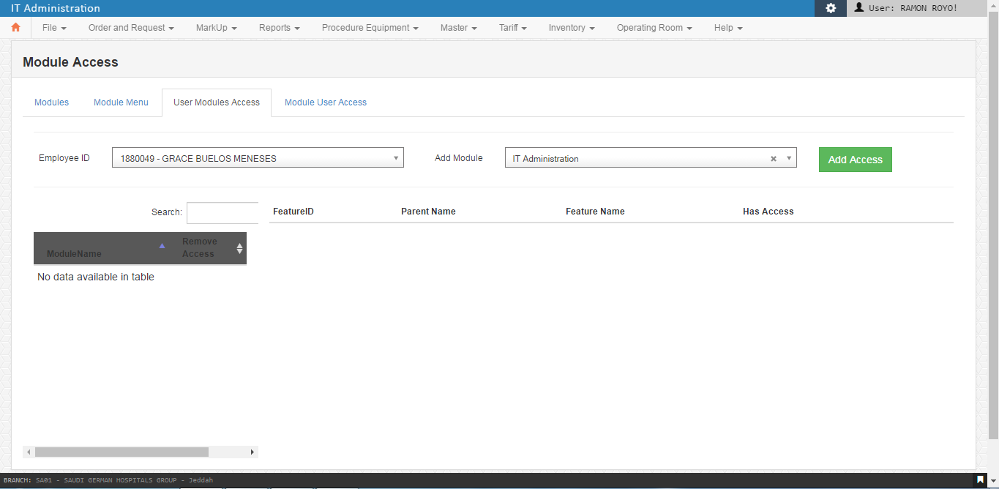 IT Administration
User: RAMON ROYO!
File Order and Request MarkUp Reports Procedure Equipment Master Tariff Inventory Operating Room Help
Module Access
Modules Module Menu User Modules Access Module User Access
Employee ID 1880049 - GRACE BUELOS MENESES Add Module IT Administration Add Access
Search: FeatureID Parent Name Feature Name Has Access
ModuleName Remove
Access
No data available in table
BRANCH: SA01 - SAUDI GERMAN HOSPITALS GROUP - Jeddah